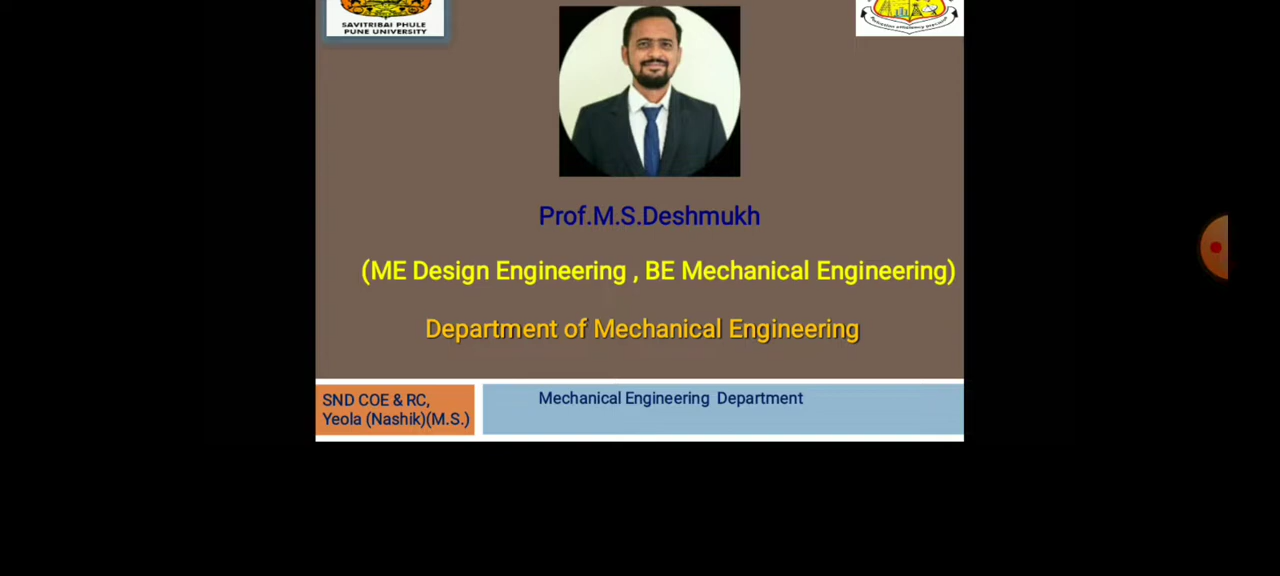 SAVITRIBAI PHULE
PUNE UNIVERSITY
Prof.M.S.Deshmukh
(ME Design Engineering , BE Mechanical Engineering)
Department of Mechanical Engineering
SND COE & RC,
Yeola (Nashik)(M.S.)
Mechanical Engineering Department